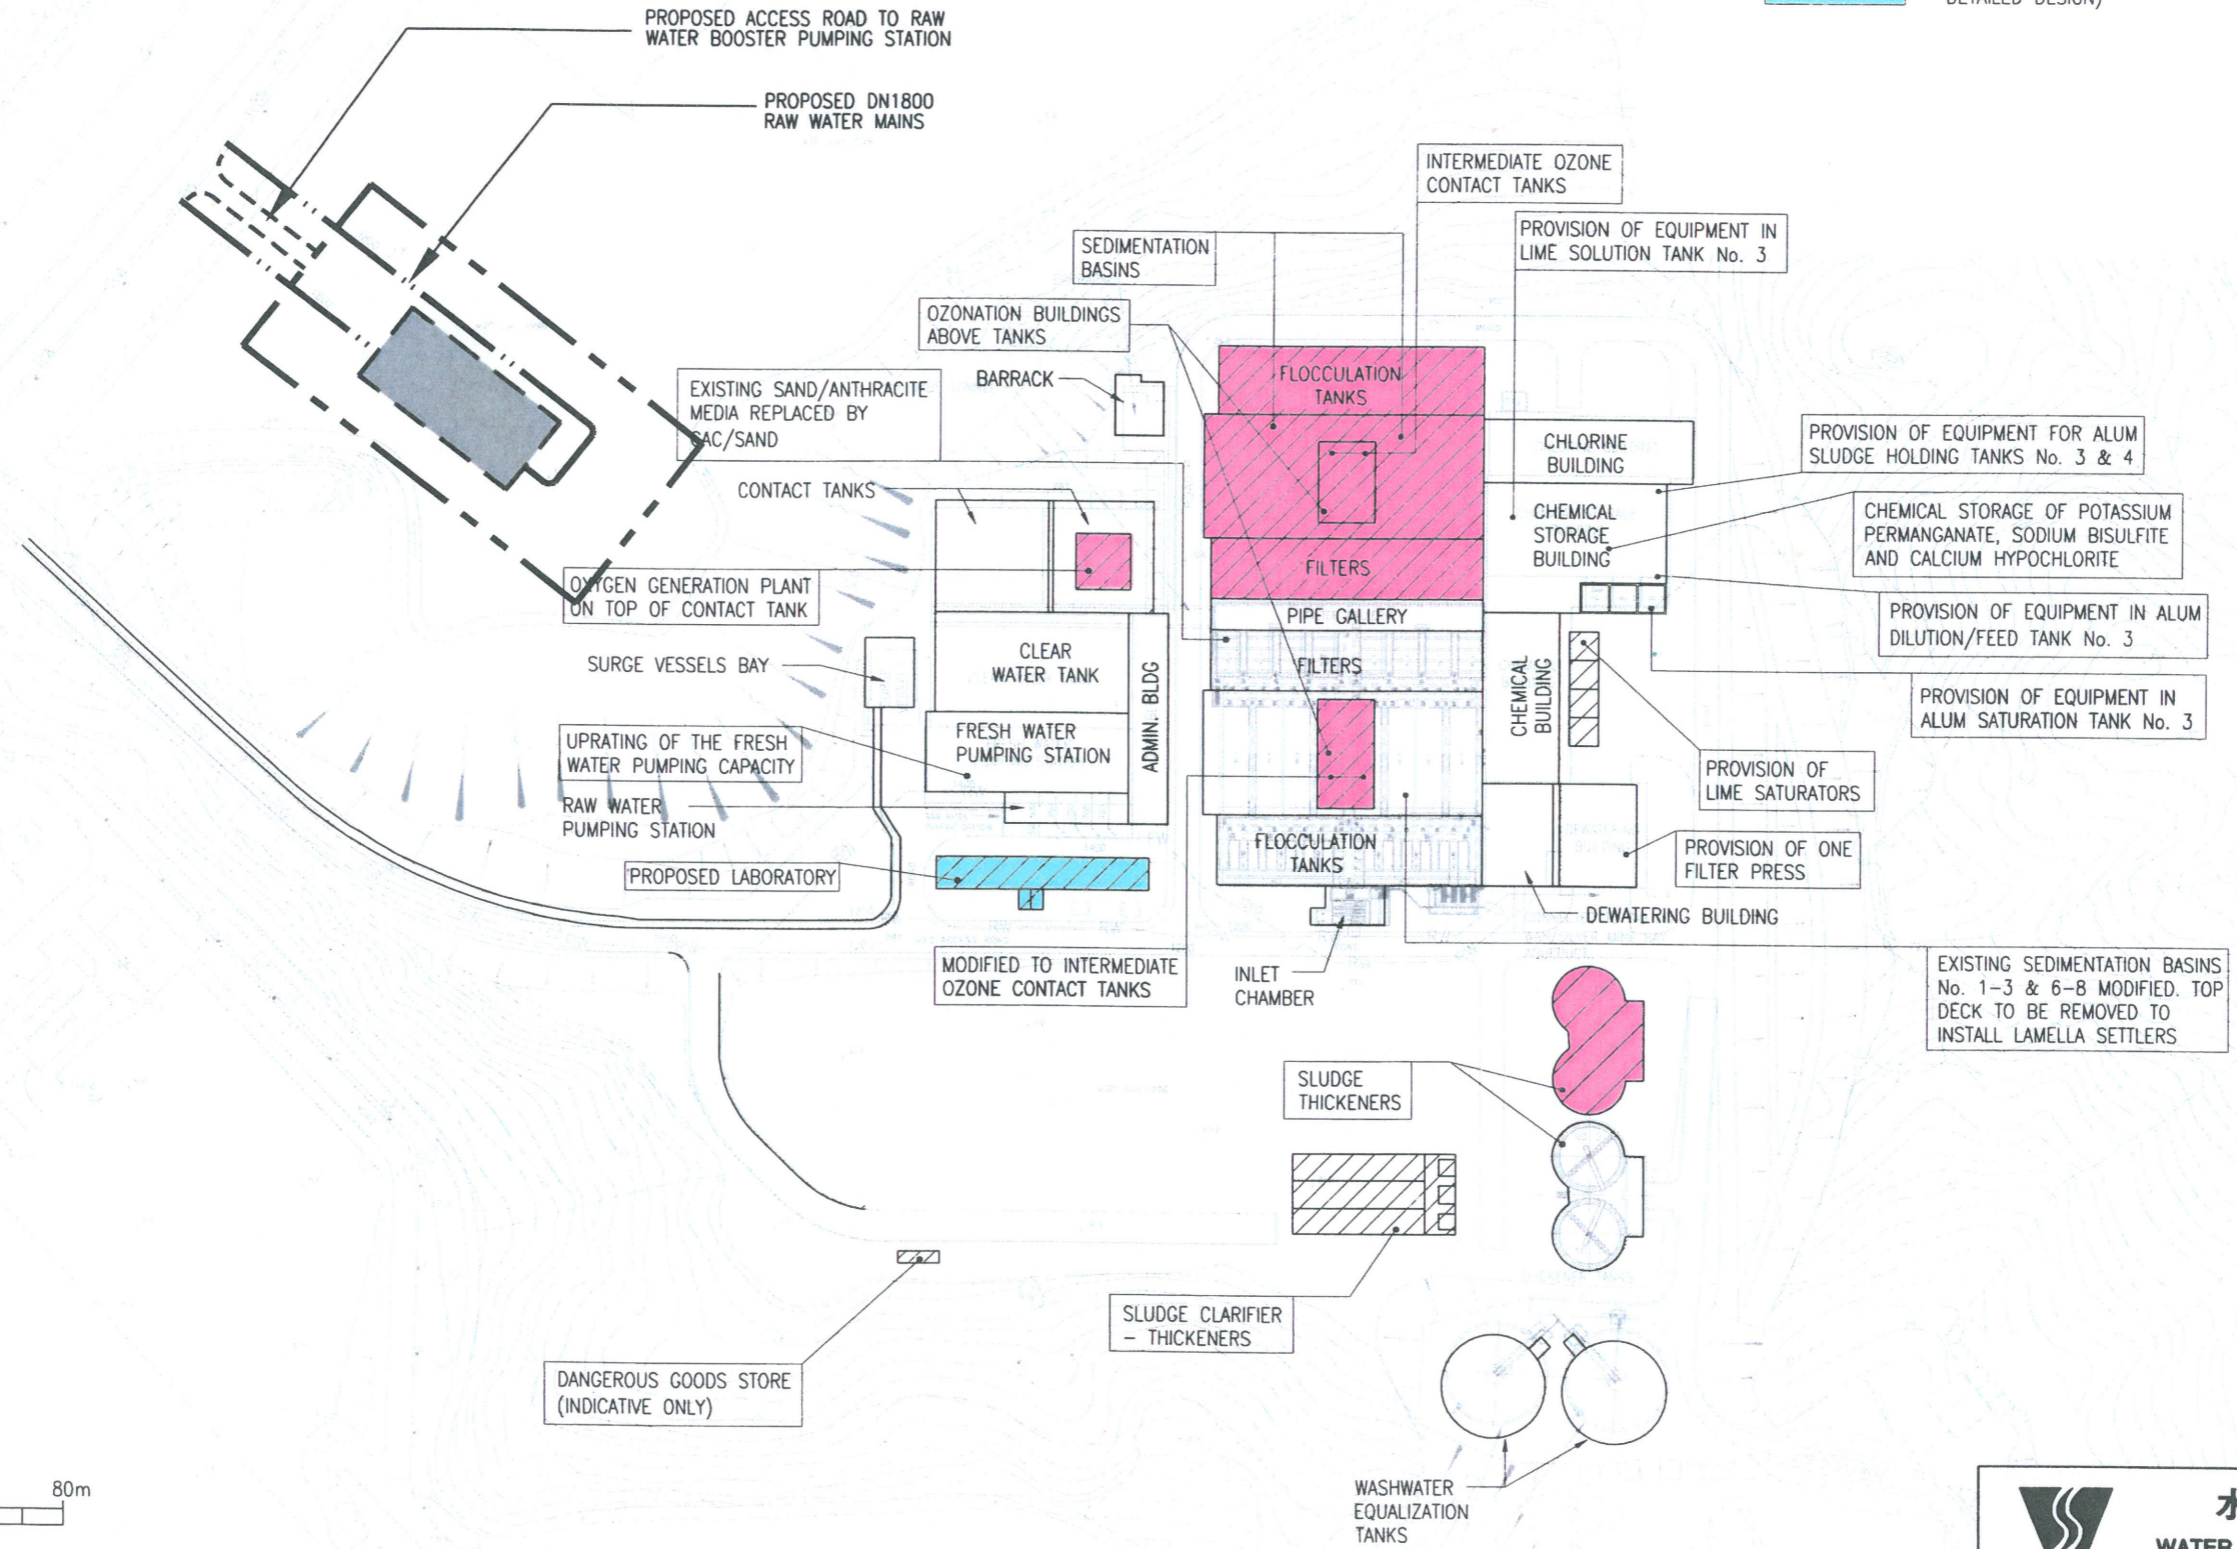 DETAILED DESIGN)
PROPOSED ACCESS ROAD TO RAW
WATER BOOSTER PUMPING STATION
PROPOSED DN1800
RAW WATER MAINS
INTERMEDIATE OZONE
CONTACT TANKS
PROVISION OF EQUIPMENT IN
LIME SOLUTION TANK No. 3
SEDIMENTATION
BASINS
OZONATION BUILDINGS
ABOVE TANKS
BARRACK
EXISTING SAND/ANTHRACITE
MEDIA REPLACED BY
GAC/SAND
FLOCCULATION
TANKS
CHLORINE
BUILDING
PROVISION OF EQUIPMENT FOR ALUM
SLUDGE HOLDING TANKS No. 3 & 4
CONTACT TANKS
CHEMICAL
STORAGE
BUILDING
CHEMICAL STORAGE OF POTASSIUM
PERMANGANATE, SODIUM BISULFITE
AND CALCIUM HYPOCHLORITE
OXYGEN GENERATION PLANT
ON TOP OF CONTACT TANK
FILTERS
PIPE GALLERY
PROVISION OF EQUIPMENT IN ALUM
DILUTION/FEED TANK No. 3
SURGE VESSELS BAY
CLEAR
WATER TANK
ADMIN. BLDG
FILTERS
CHEMICAL
BUILDING
PROVISION OF EQUIPMENT IN
ALUM SATURATION TANK No. 3
UPRATING OF THE FRESH
WATER PUMPING CAPACITY
FRESH WATER
PUMPING STATION
PROVISION OF
LIME SATURATORS
RAW WATER
PUMPING STATION
FLOCCULATION
TANKS
PROVISION OF ONE
FILTER PRESS
PROPOSED LABORATORY
DEWATERING BUILDING
MODIFIED TO INTERMEDIATE
OZONE CONTACT TANKS
INLET
CHAMBER
EXISTING SEDIMENTATION BASINS
No. 1-3 & 6-8 MODIFIED. TOP
DECK TO BE REMOVED TO
INSTALL LAMELLA SETTLERS
SLUDGE
THICKENERS
SLUDGE CLARIFIER
- THICKENERS
DANGEROUS GOODS STORE
(INDICATIVE ONLY)
WASHWATER
EQUALIZATION
TANKS
80m
水
WATER